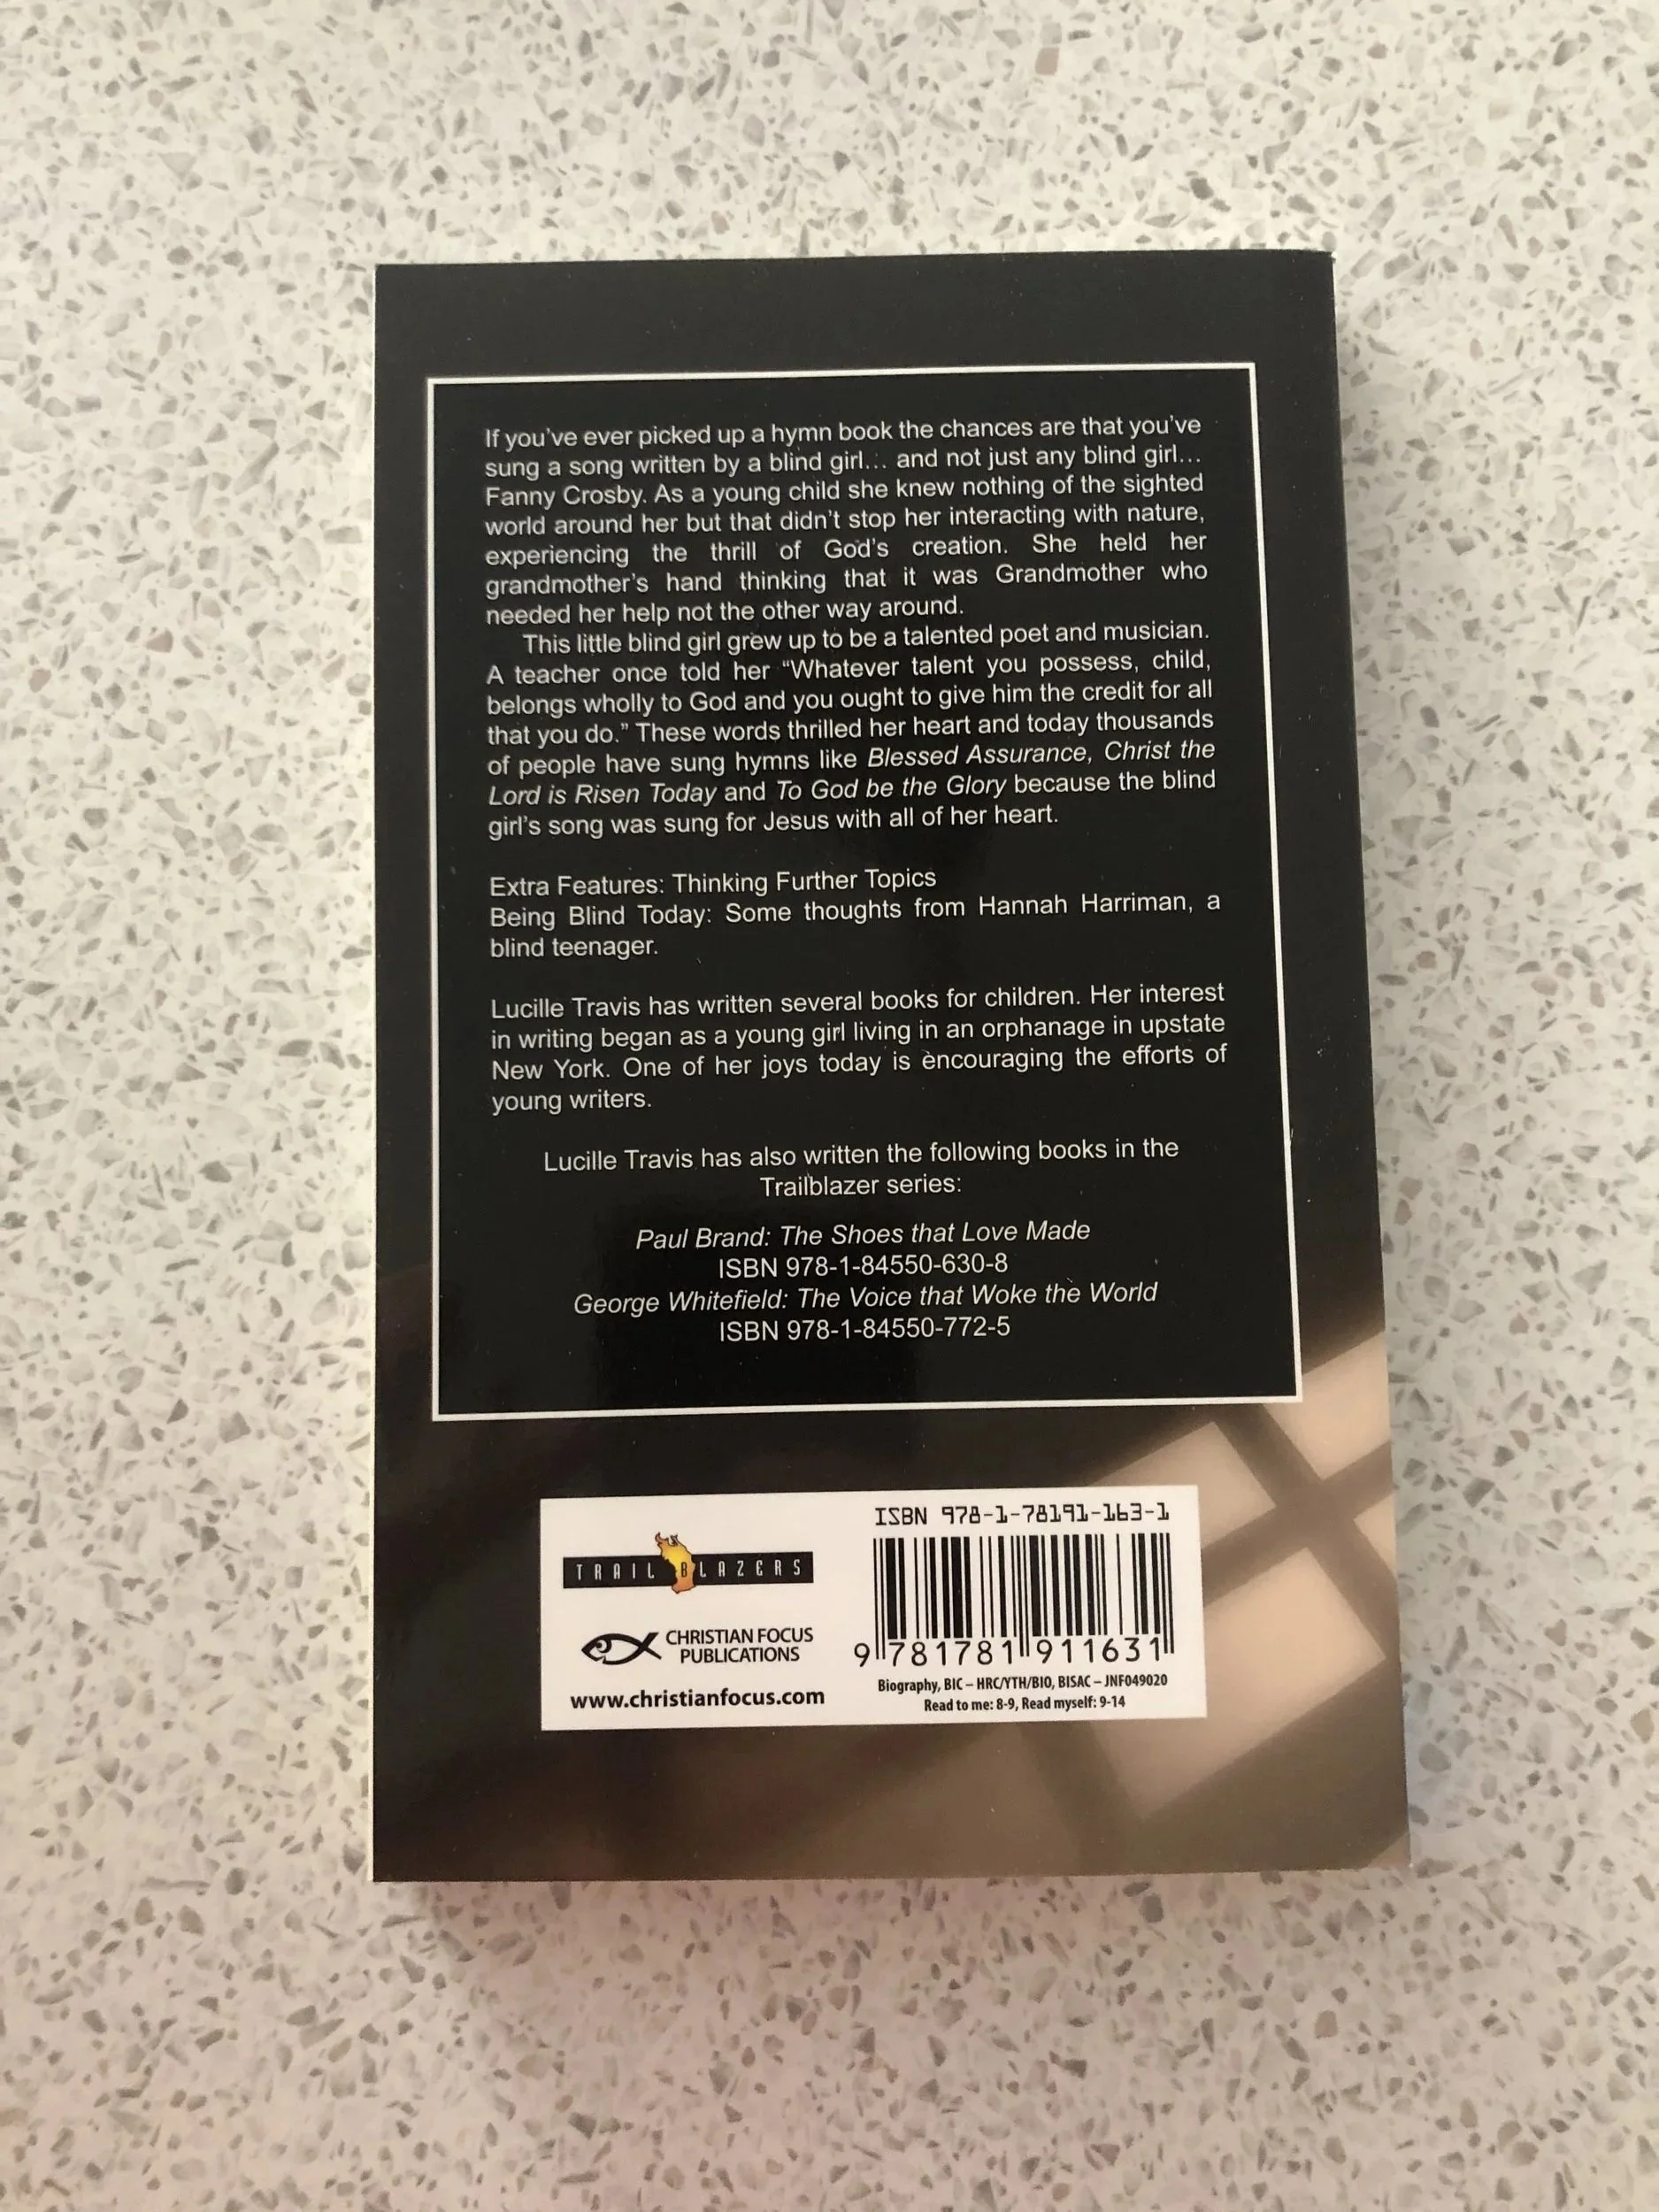 If you've ever picked up a hymn book the chances are that you've
sung a song written by a blind girl... and not just any blind girl...
Fanny Crosby. As a young child she knew nothing of the sighted
world around her but that didn't stop her interacting with nature,
experiencing the thrill of God's creation. She held her
grandmother's hand thinking that it was Grandmother who
needed her help not the other way around.
This little blind girl grew up to be a talented poet and musician.
A teacher once told her “Whatever talent you possess, child,
belongs wholly to God and you ought to give him the credit for all
that you do.” These words thrilled her heart and today thousands
of people have sung hymns like Blessed Assurance, Christ the
Lord is Risen Today and To God be the Glory because the blind
girl's song was sung for Jesus with all of her heart.
Extra Features: Thinking Further Topics
Being Blind Today: Some thoughts from Hannah Harriman, a
blind teenager.
Lucille Travis has written several books for children. Her interest
in writing began as a young girl living in an orphanage in upstate
New York. One of her joys today is encouraging the efforts of
young writers.
Lucille Travis has also written the following books in the
Trailblazer series:
Paul Brand: The Shoes that Love Made
ISBN 978-1-84550-630-8
George Whitefield: The Voice that Woke the World
ISBN 978-1-84550-772-5
TRAIL BLAZERS
CHRISTIAN FOCUS
PUBLICATIONS
www.christianfocus.com
ISBN 978-1-78191-163-1
9 781781 911631
Biography, BIC – HRC/YTH/BIO, BISAC – JNF049020
Read to me: 8-9, Read myself: 9-14